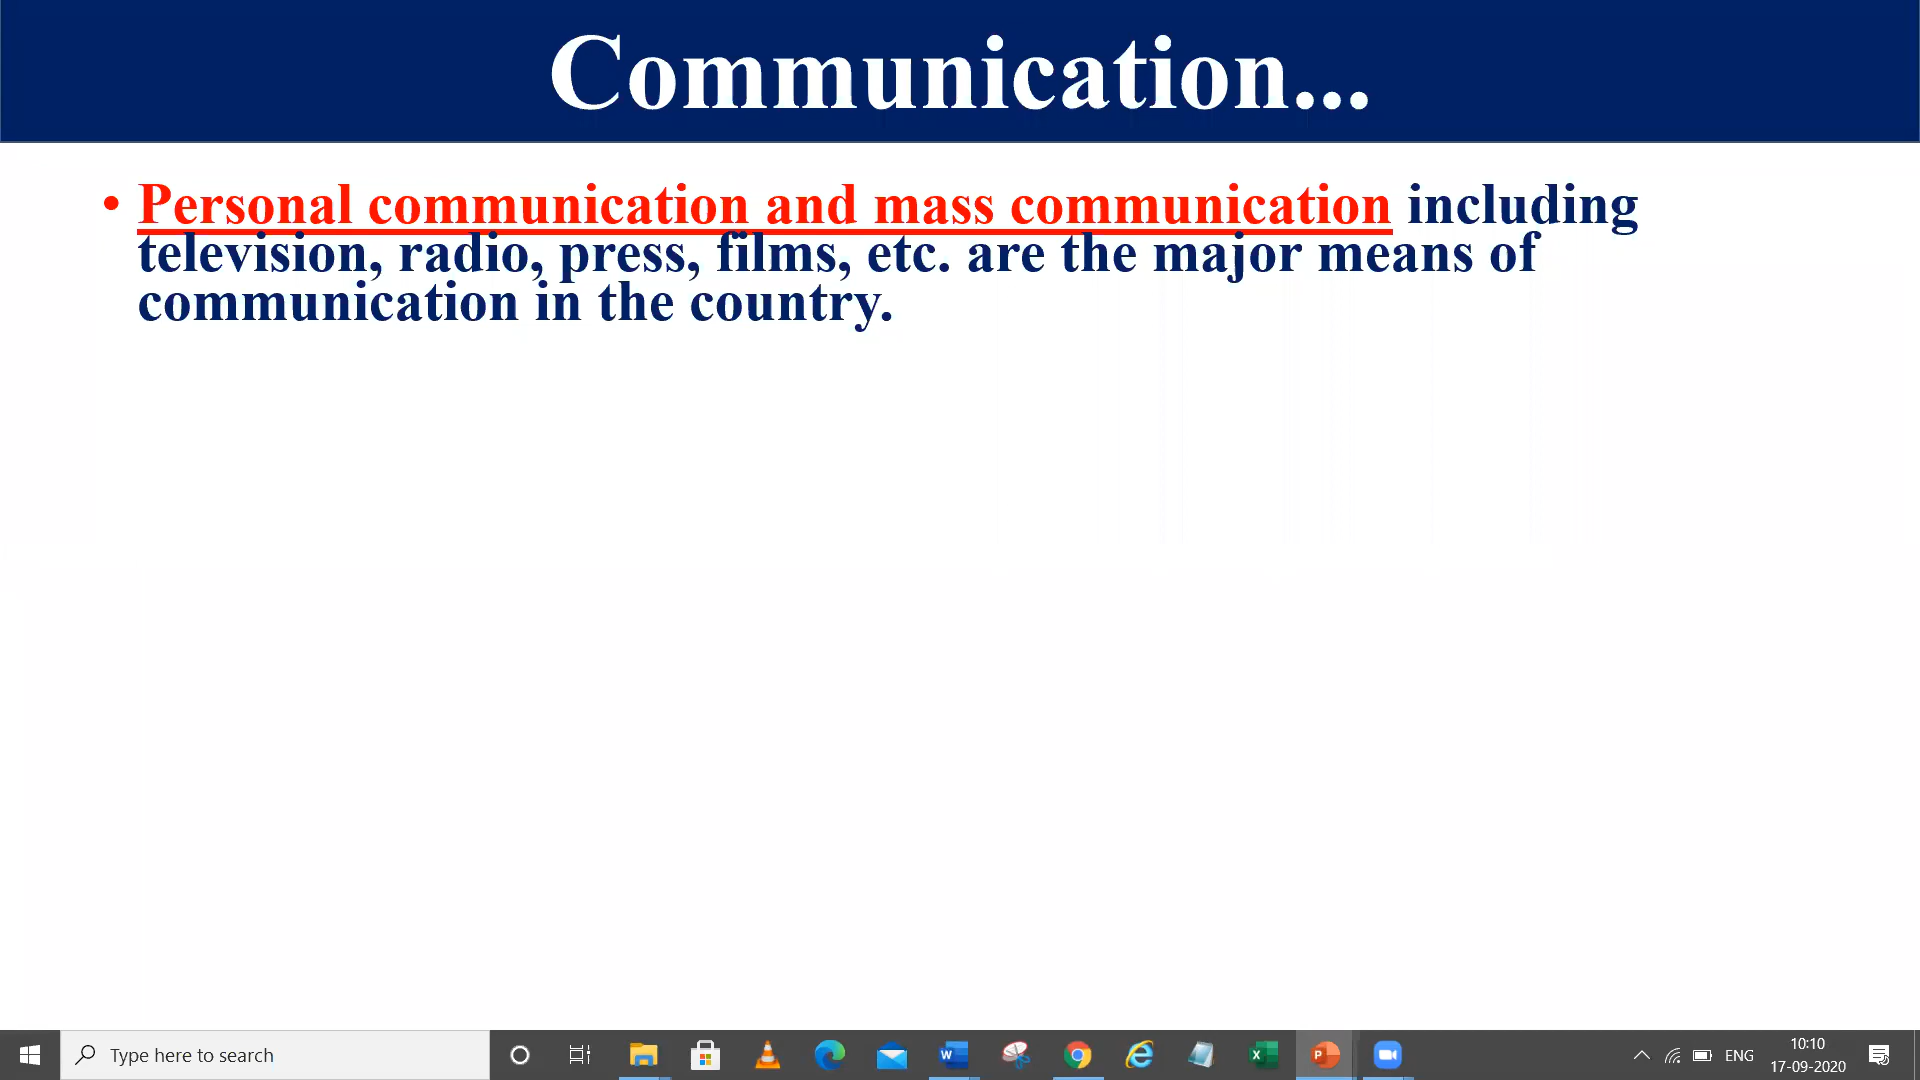 Communication...
• Personal communication and mass communication including
television, radio, press, films, etc. are the major means of
communication in the country.
Type here to search
ENG
10:10
17-09-2020